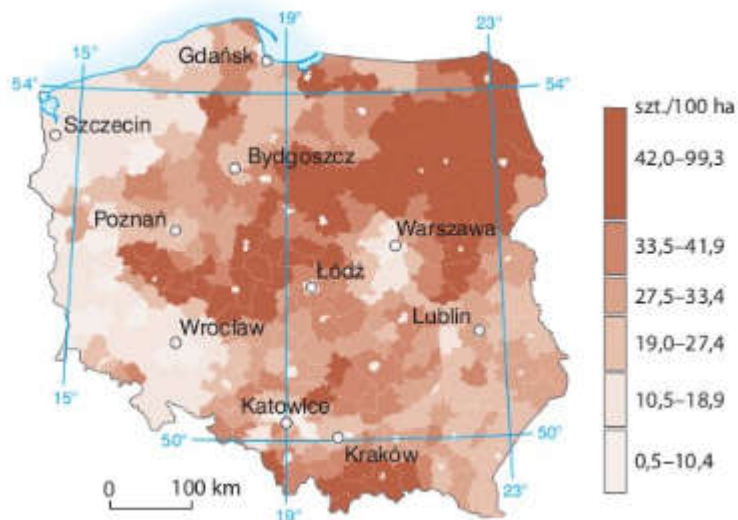 19°
23°
15°
Gdańsk
54°
54°
szt./100 ha
Szczecin
42,0–99,3
Bydgoszcz
Poznań
Warszawa
33,5–41,9
Łódź
27,5–33,4
Lublin
Wrocław
19,0–27,4
15°
Katowice
10,5–18,9
50°
50°
Kraków
0,5–10,4
0 100 km
23°
19°